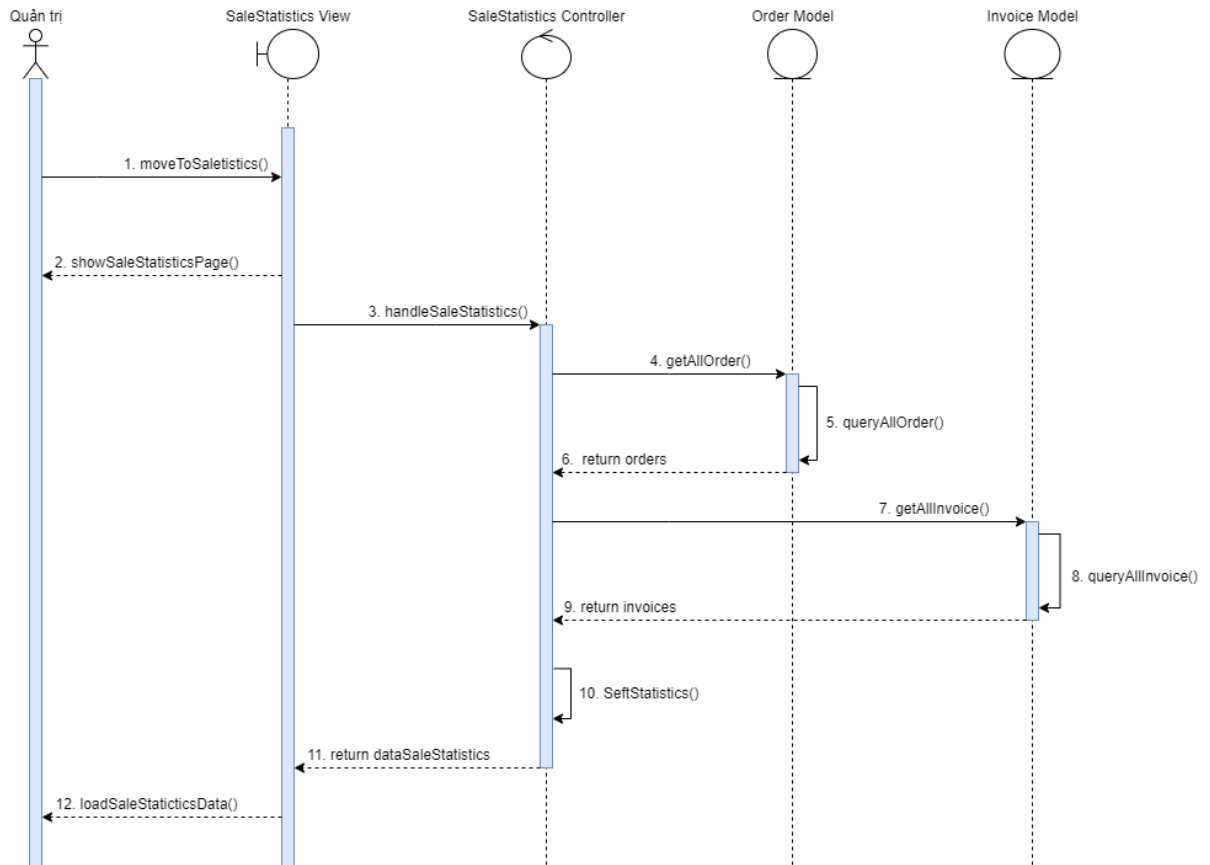 Quản trị
SaleStatistics View
SaleStatistics Controller
Order Model
Invoice Model
1. moveToSaletistics()
2. showSaleStatisticsPage()
3. handleSaleStatistics()
4. getAllOrder()
5. queryAllOrder()
6. return orders
7. getAllInvoice()
8. queryAllInvoice()
9. return invoices
10. SeftStatistics()
11. return dataSaleStatistics
12. loadSaleStaticticsData()